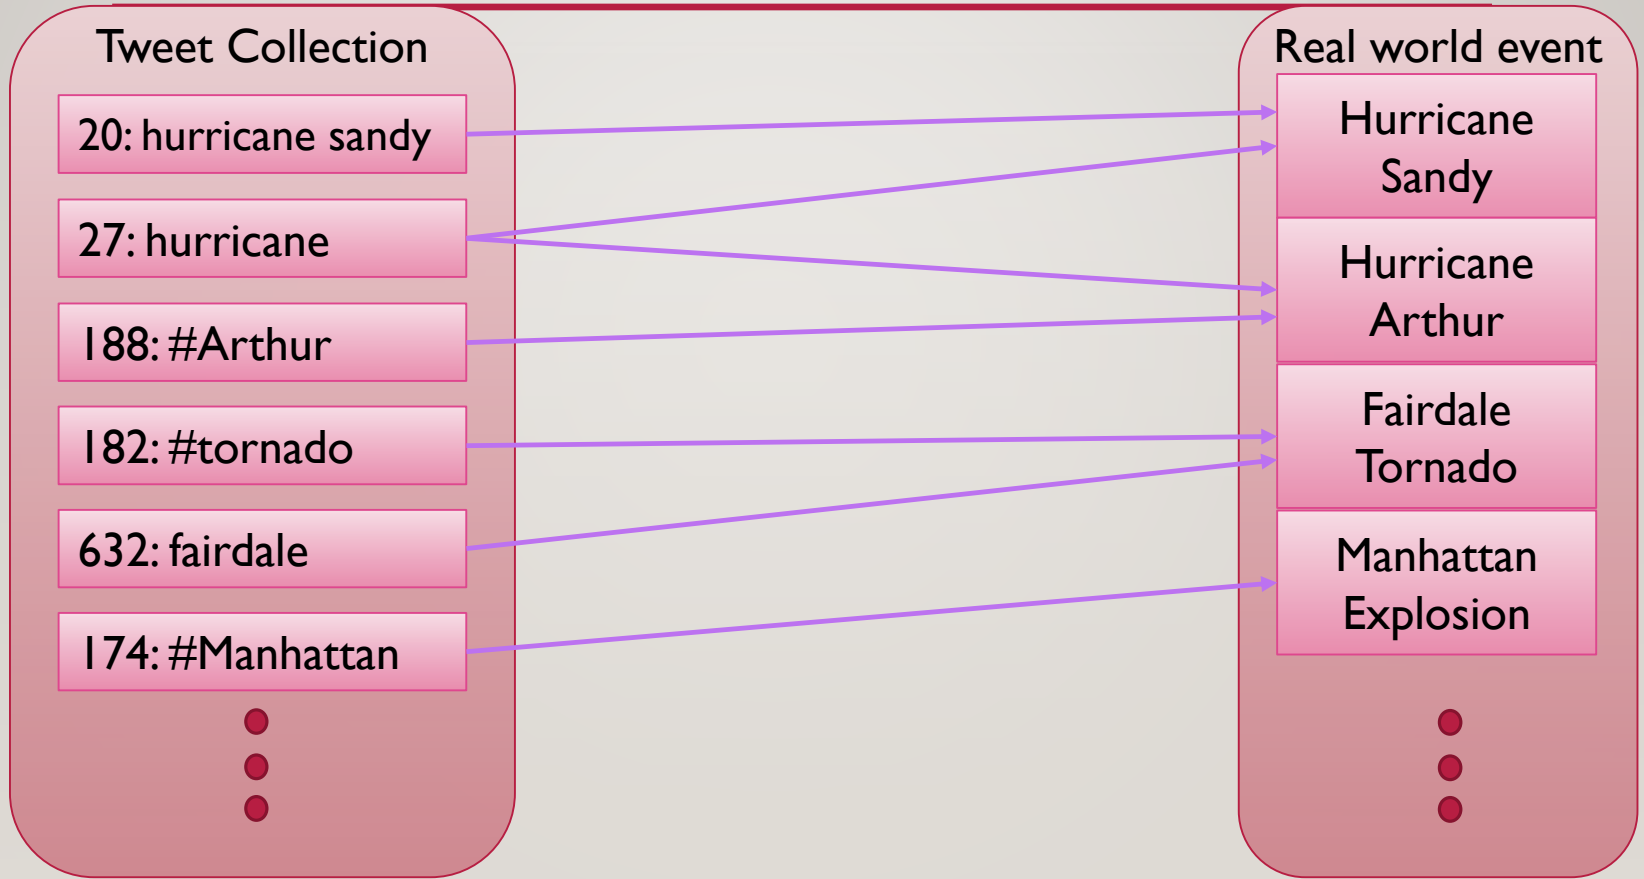 Tweet Collection
20: hurricane sandy
27: hurricane
188: #Arthur
182: #tornado
632: fairdale
174: #Manhattan
Real world event
Hurricane
Sandy
Hurricane
Arthur
Fairdale
Tornado
Manhattan
Explosion